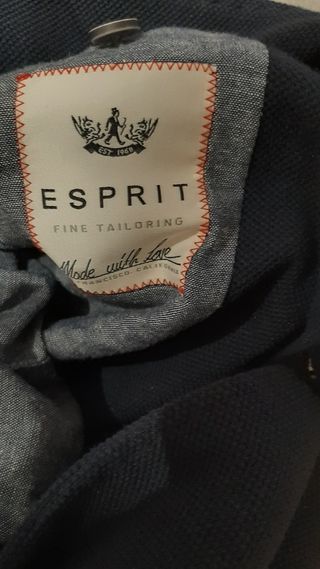 EST. 1968
ESPRIT
FINE TAILORING
Made with Love
FRANCISCO, CALIFORNIA